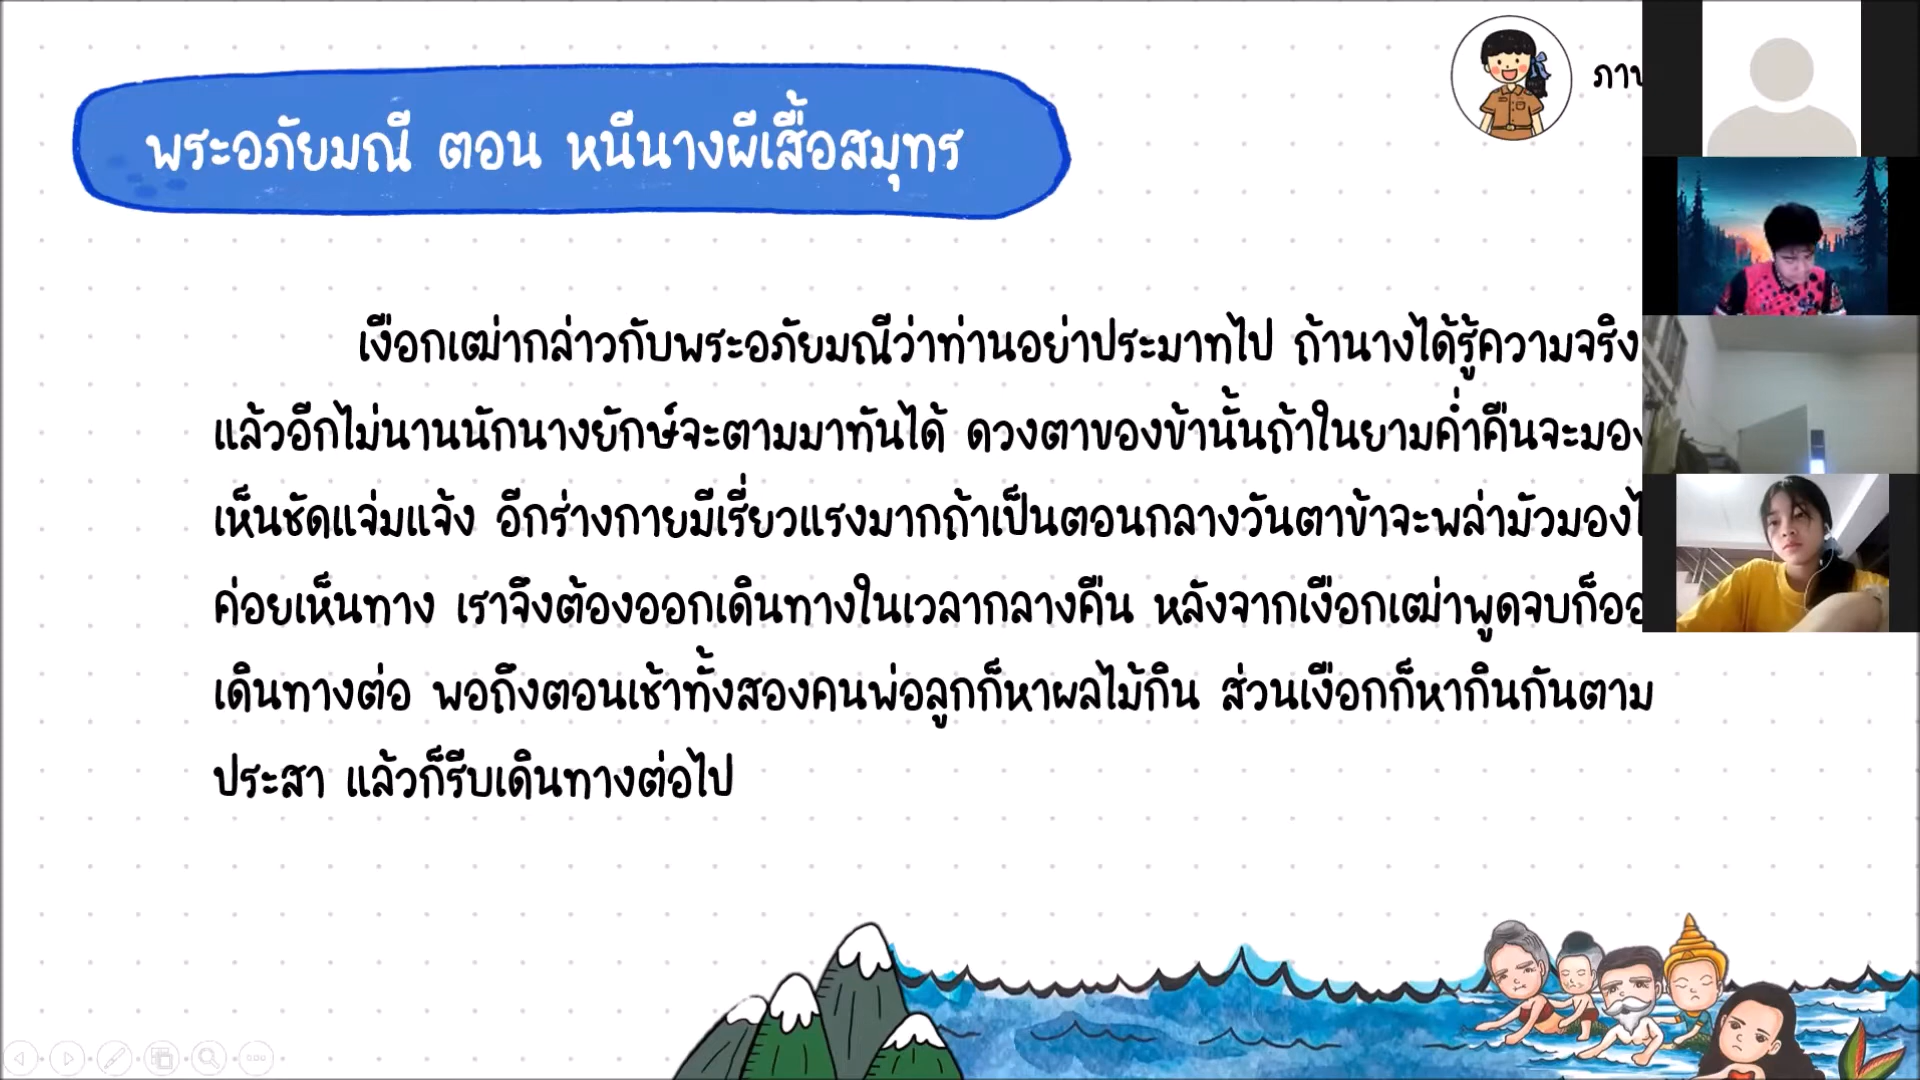 พระอภัยมณี ตอน หนีนางผีเสื้อสมุทร
เงือกเฒ่ากล่าวกับพระอภัยมณีว่าท่านอย่าประมาทไป ถ้านางได้รู้ความจริง
แล้วอีกไม่นานนักนางยักษ์จะตามมาทันได้ ดวงตาของข้านั้นถ้าในยามค่ำคืนจะมอง
เห็นชัดแจ่มแจ้ง อีกร่างกายมีเรี่ยวแรงมากถ้าเป็นตอนกลางวันตาข้าจะพล่ามัวมอง
ค่อยเห็นทาง เราจึงต้องออกเดินทางในเวลากลางคืน หลังจากเงือกเฒ่าพูดจบก็ออ
เดินทางต่อ พอถึงตอนเช้าทั้งสองคนพ่อลูกก็หาผลไม้กิน ส่วนเงือกก็หากินกันตาม
ประสา แล้วก็รีบเดินทางต่อไป